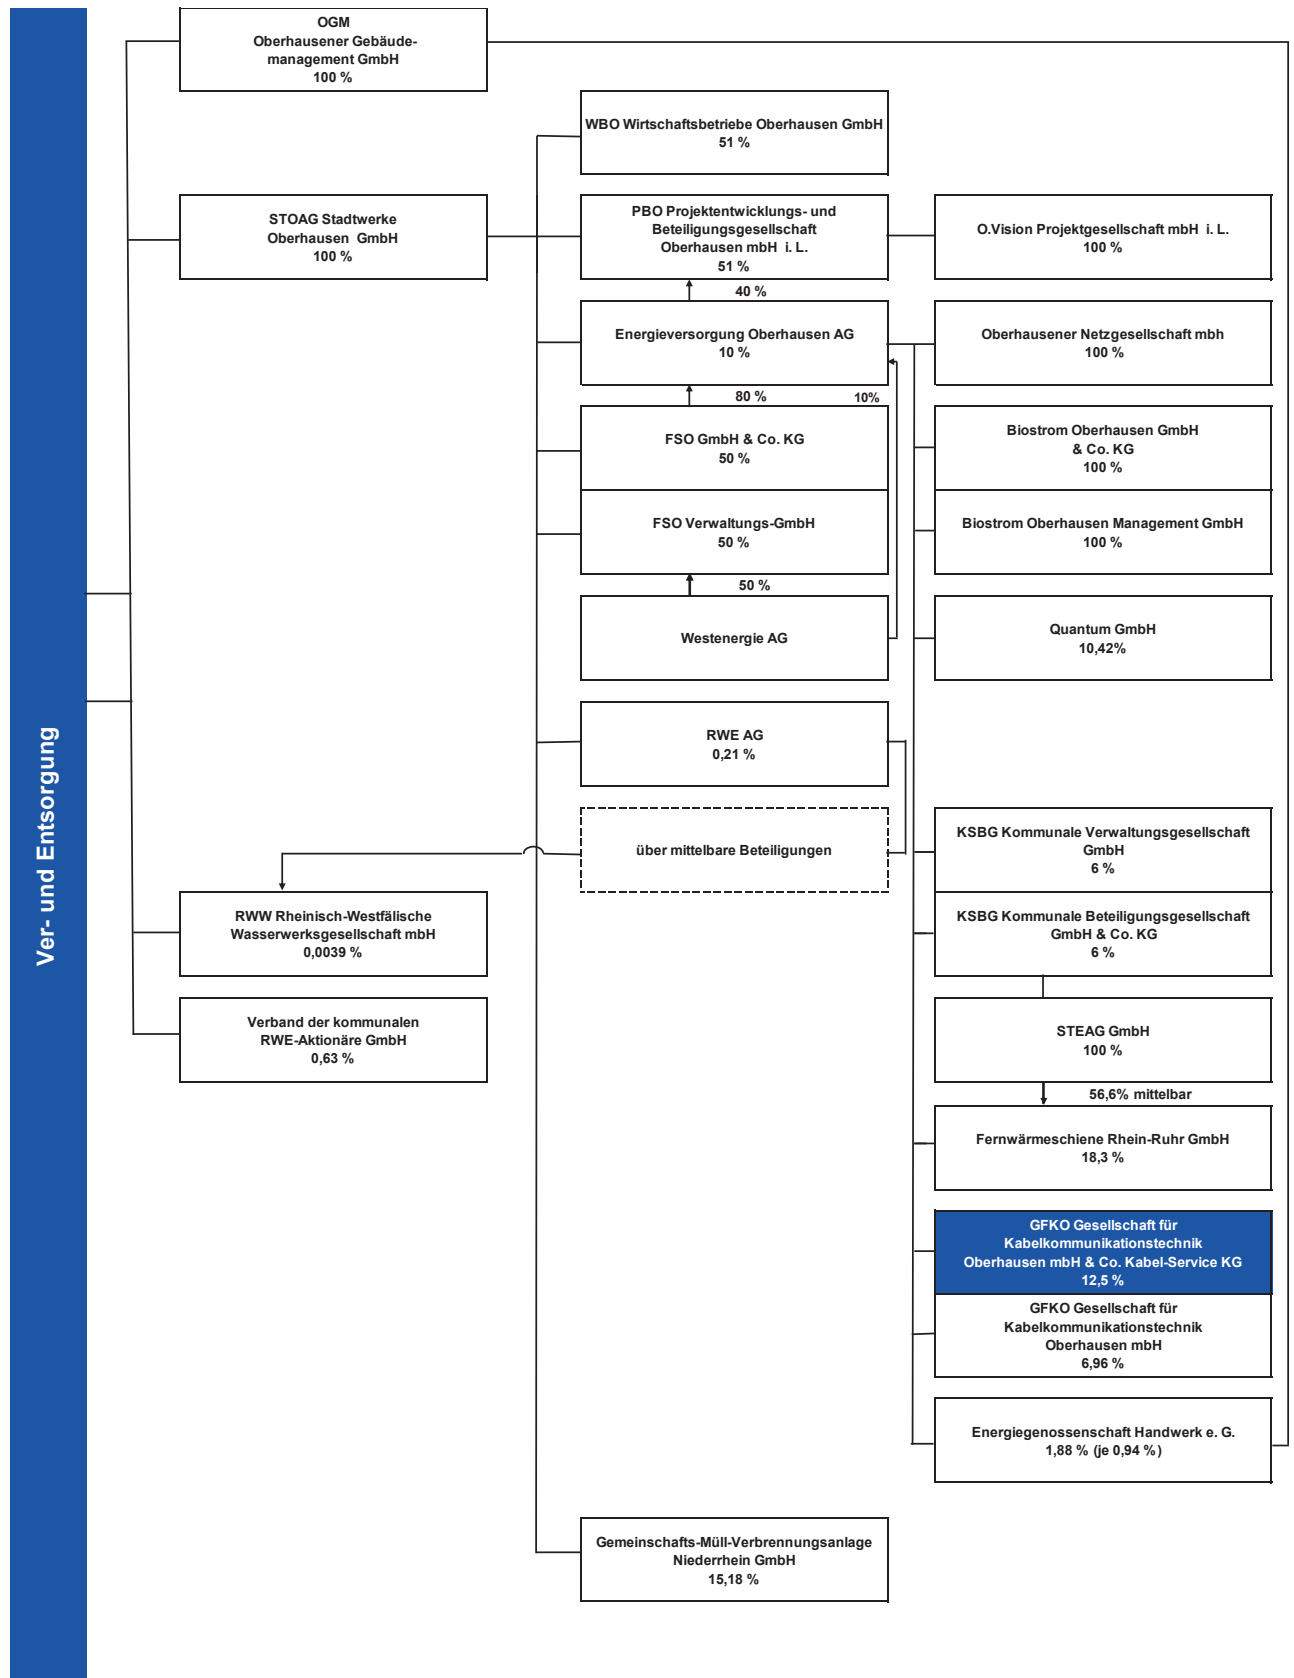 Ver- und Entsorgung
OGM
Oberhausener Gebäude-
management GmbH
100 %
STOAG Stadtwerke
Oberhausen GmbH
100 %
RWW Rheinisch-Westfälische
Wasserwerksgesellschaft mbH
0,0039 %
Verband der kommunalen
RWE-Aktionäre GmbH
0,63 %
WBO Wirtschaftsbetriebe Oberhausen GmbH
51 %
PBO Projektentwicklungs- und
Beteiligungsgesellschaft
Oberhausen mbH i. L.
51 %
40 %
Energieversorgung Oberhausen AG
10 %
80 %
10%
FSO GmbH & Co. KG
50 %
FSO Verwaltungs-GmbH
50 %
50 %
Westenergie AG
RWE AG
0,21 %
über mittelbare Beteiligungen
Gemeinschafts-Müll-Verbrennungsanlage
Niederrhein GmbH
15,18 %
O.Vision Projektgesellschaft mbH i. L.
100 %
Oberhausener Netzgesellschaft mbh
100 %
Biostrom Oberhausen GmbH
& Co. KG
100 %
Biostrom Oberhausen Management GmbH
100 %
Quantum GmbH
10,42%
KSBG Kommunale Verwaltungsgesellschaft
GmbH
6 %
KSBG Kommunale Beteiligungsgesellschaft
GmbH & Co. KG
6 %
STEAG GmbH
100 %
56,6% mittelbar
Fernwärmeschiene Rhein-Ruhr GmbH
18,3 %
GFKO Gesellschaft für
Kabelkommunikationstechnik
Oberhausen mbH & Co. Kabel-Service KG
12,5 %
GFKO Gesellschaft für
Kabelkommunikationstechnik
Oberhausen mbH
6,96 %
Energiegenossenschaft Handwerk e. G.
1,88 % (je 0,94 %)